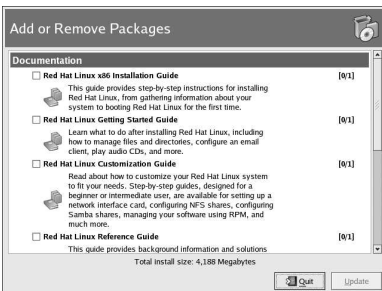 Add or Remove Packages
Documentation
Red Hat Linux x86 Installation Guide [0/1]
This guide provides step-by-step instructions for installing
Red Hat Linux, from gathering information about your
system to booting Red Hat Linux for the first time.
Red Hat Linux Getting Started Guide [0/1]
Learn what to do after installing Red Hat Linux, including
how to manage files and directories, configure an email
client, play audio CDs, and more.
Red Hat Linux Customization Guide [0/1]
Read about how to customize your Red Hat Linux system
to fit your needs. Step-by-step guides, designed for a
beginner or intermediate user, are available for setting up a
network interface card, configuring NFS shares, configuring
Samba shares, managing your software using RPM, and
much more.
Red Hat Linux Reference Guide [0/1]
This guide provides background information and solutions
Total install size: 4,188 Megabytes
Quit Update